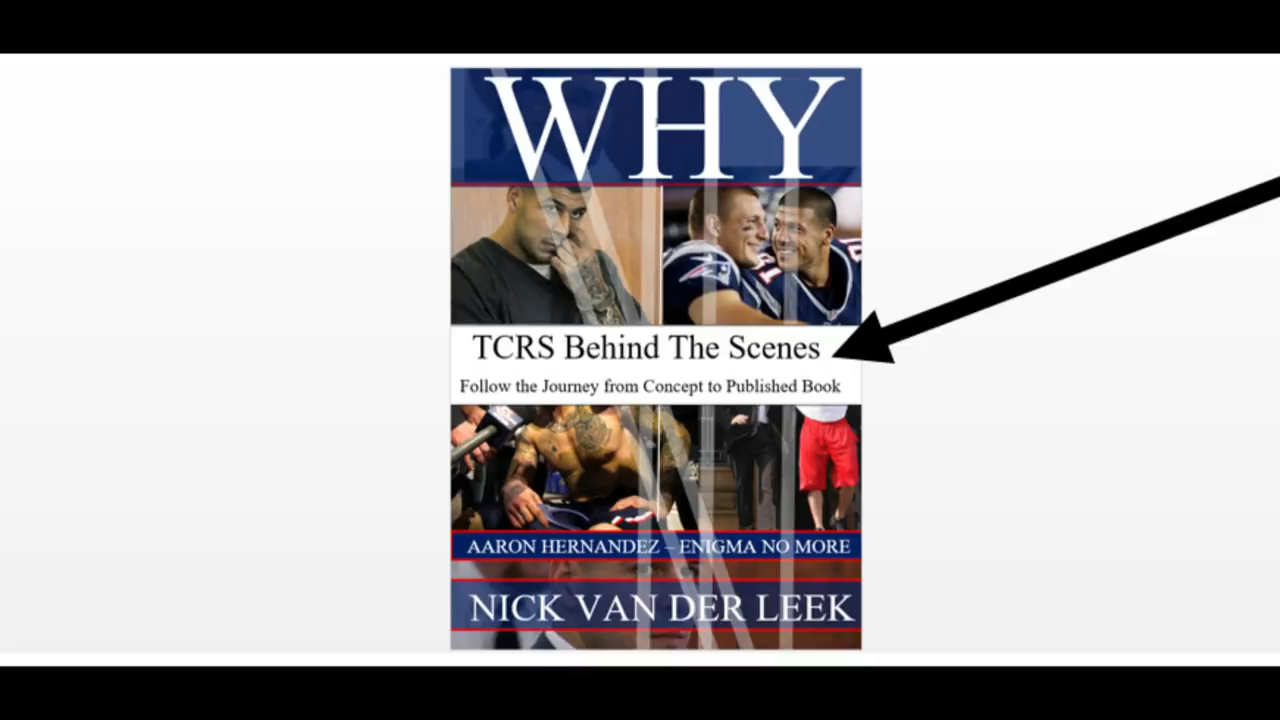 WHY
TCRS Behind The Scenes
Follow the Journey from Concept to Published Book
AARON HERNANDEZ – ENIGMA NO MORE
NICK VAN DER LEEK